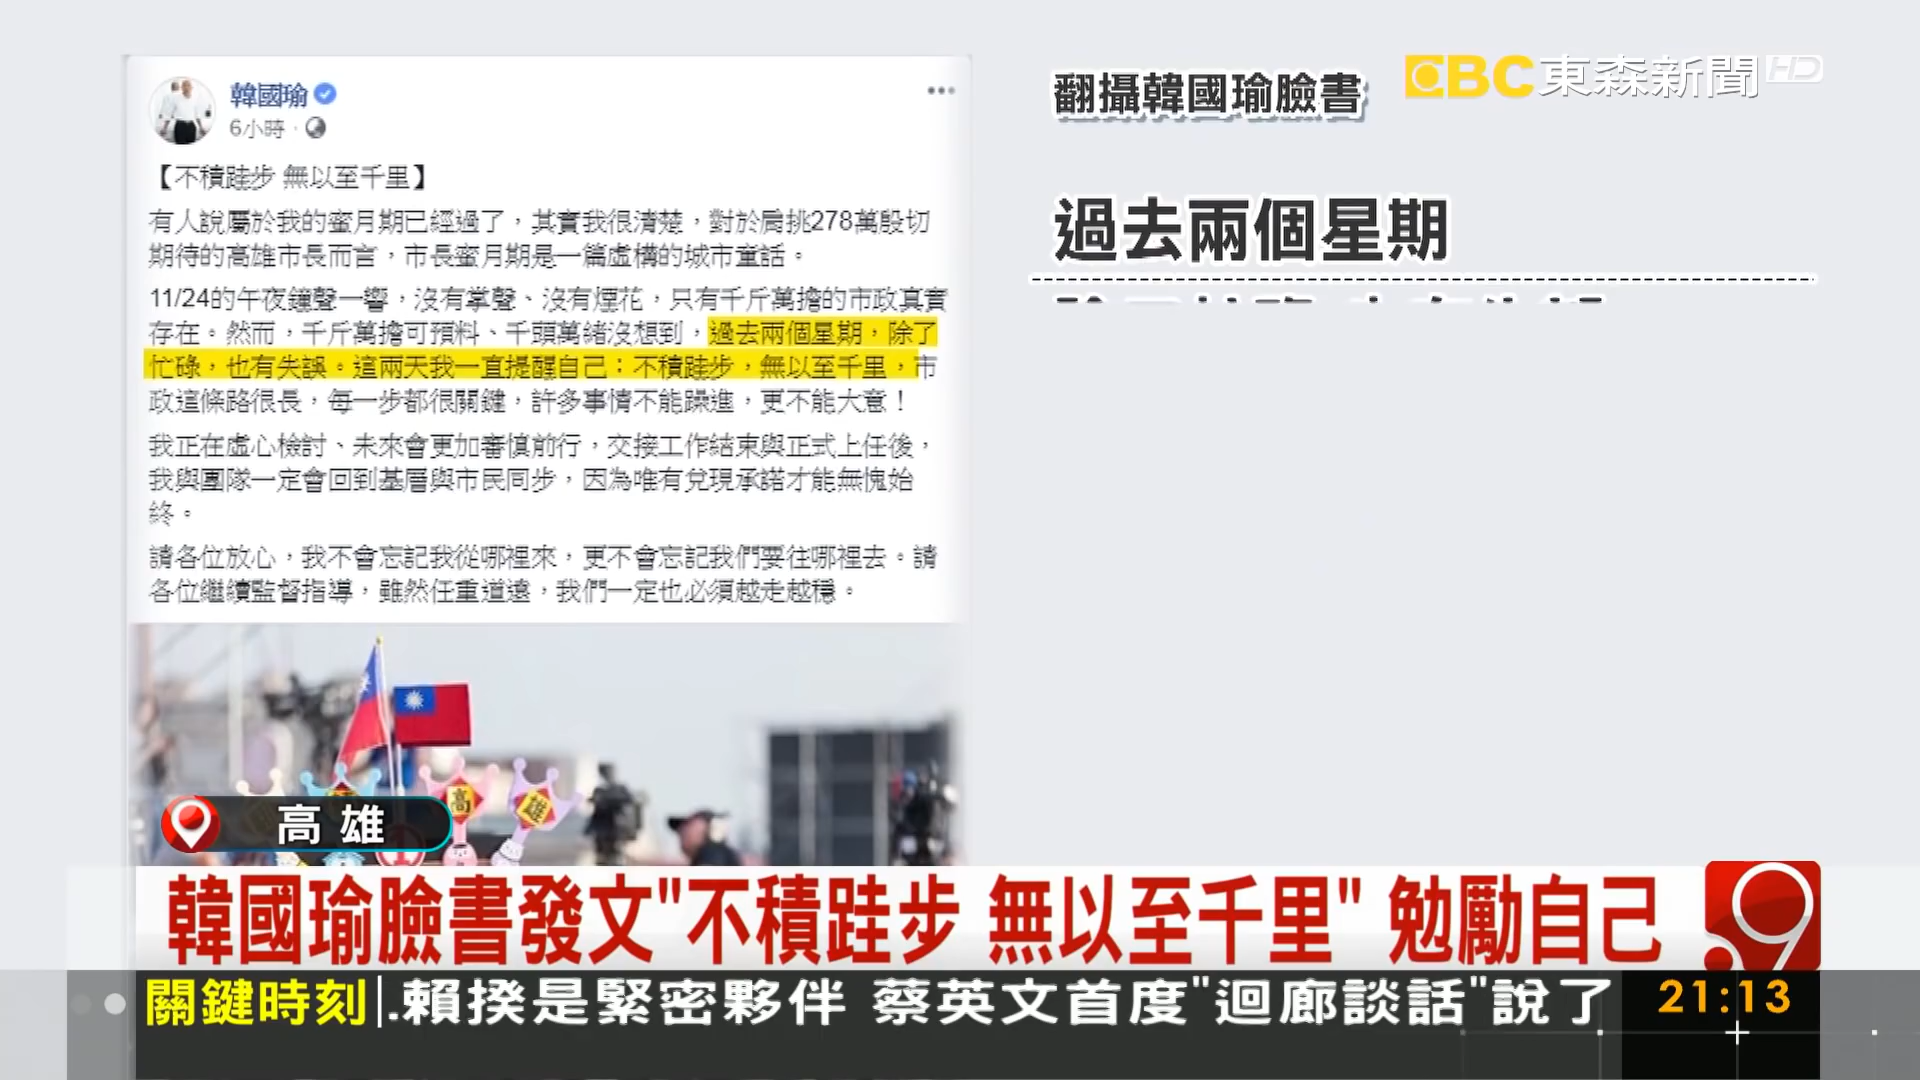 韓國瑜
6小時 ·
【不積跬步 無以至千里】
有人說屬於我的蜜月期已經過了，其實我很清楚，對於肩挑278萬殷切
期待的高雄市長而言，市長蜜月期是一篇虛構的城市童話。
11/24的午夜鐘聲一響，沒有掌聲、沒有煙花，只有千斤萬擔的市政真實
存在。然而，千斤萬擔可預料、千頭萬緒沒想到，過去兩個星期，除了
忙碌，也有失誤。這兩天我一直提醒自己：不積跬步，無以至千里，市
政這條路很長，每一步都很關鍵，許多事情不能躁進，更不能大意！
我正在虛心檢討、未來會更加審慎前行，交接工作結束與正式上任後，
我與團隊一定會回到基層與市民同步，因為唯有兌現承諾才能無愧始
終。
請各位放心，我不會忘記我從哪裡來，更不會忘記我們要往哪裡去。請
各位繼續監督指導，雖然任重道遠，我們一定也必須越走越穩。
翻攝韓國瑜臉書
EBC東森新聞HD
過去兩個星期
高
雄
高雄
韓國瑜臉書發文"不積跬步 無以至千里" 勉勵自己
9
關鍵時刻
.賴揆是緊密夥伴 蔡英文首度"迴廊談話"說了
21:13